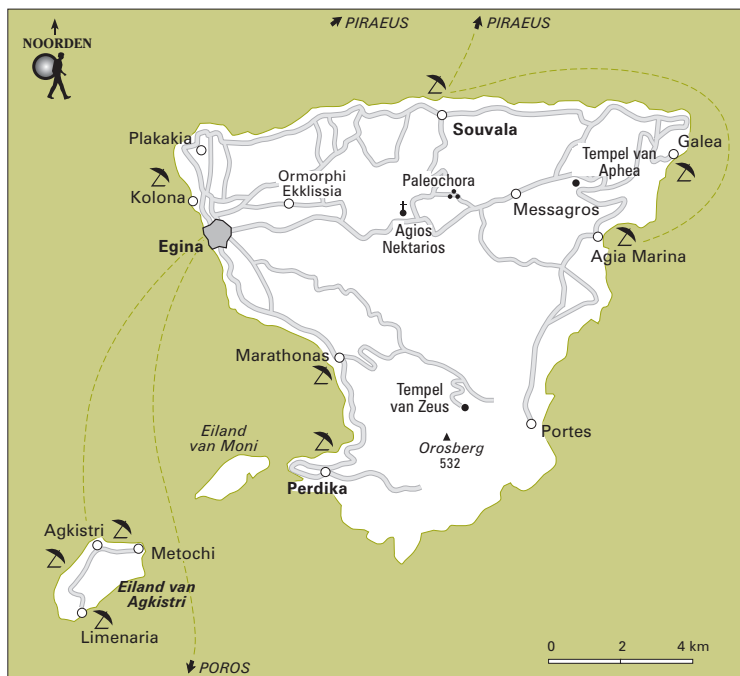 PIRAEUS
PIRAEUS
NOORDEN
Souvala
Plakakia
Galea
Tempel van
Aphea
Ormorphi
Ekklissia
Paleochora
Kolona
Messagros
Agios
Nektarios
Egina
Agia Marina
Marathonas
Tempel
van Zeus
Portes
Eiland
van Moni
Orosberg
532
Perdika
Agkistri
Metochi
Eiland van
Agkistri
Limenaria
0 2 4 km
POROS